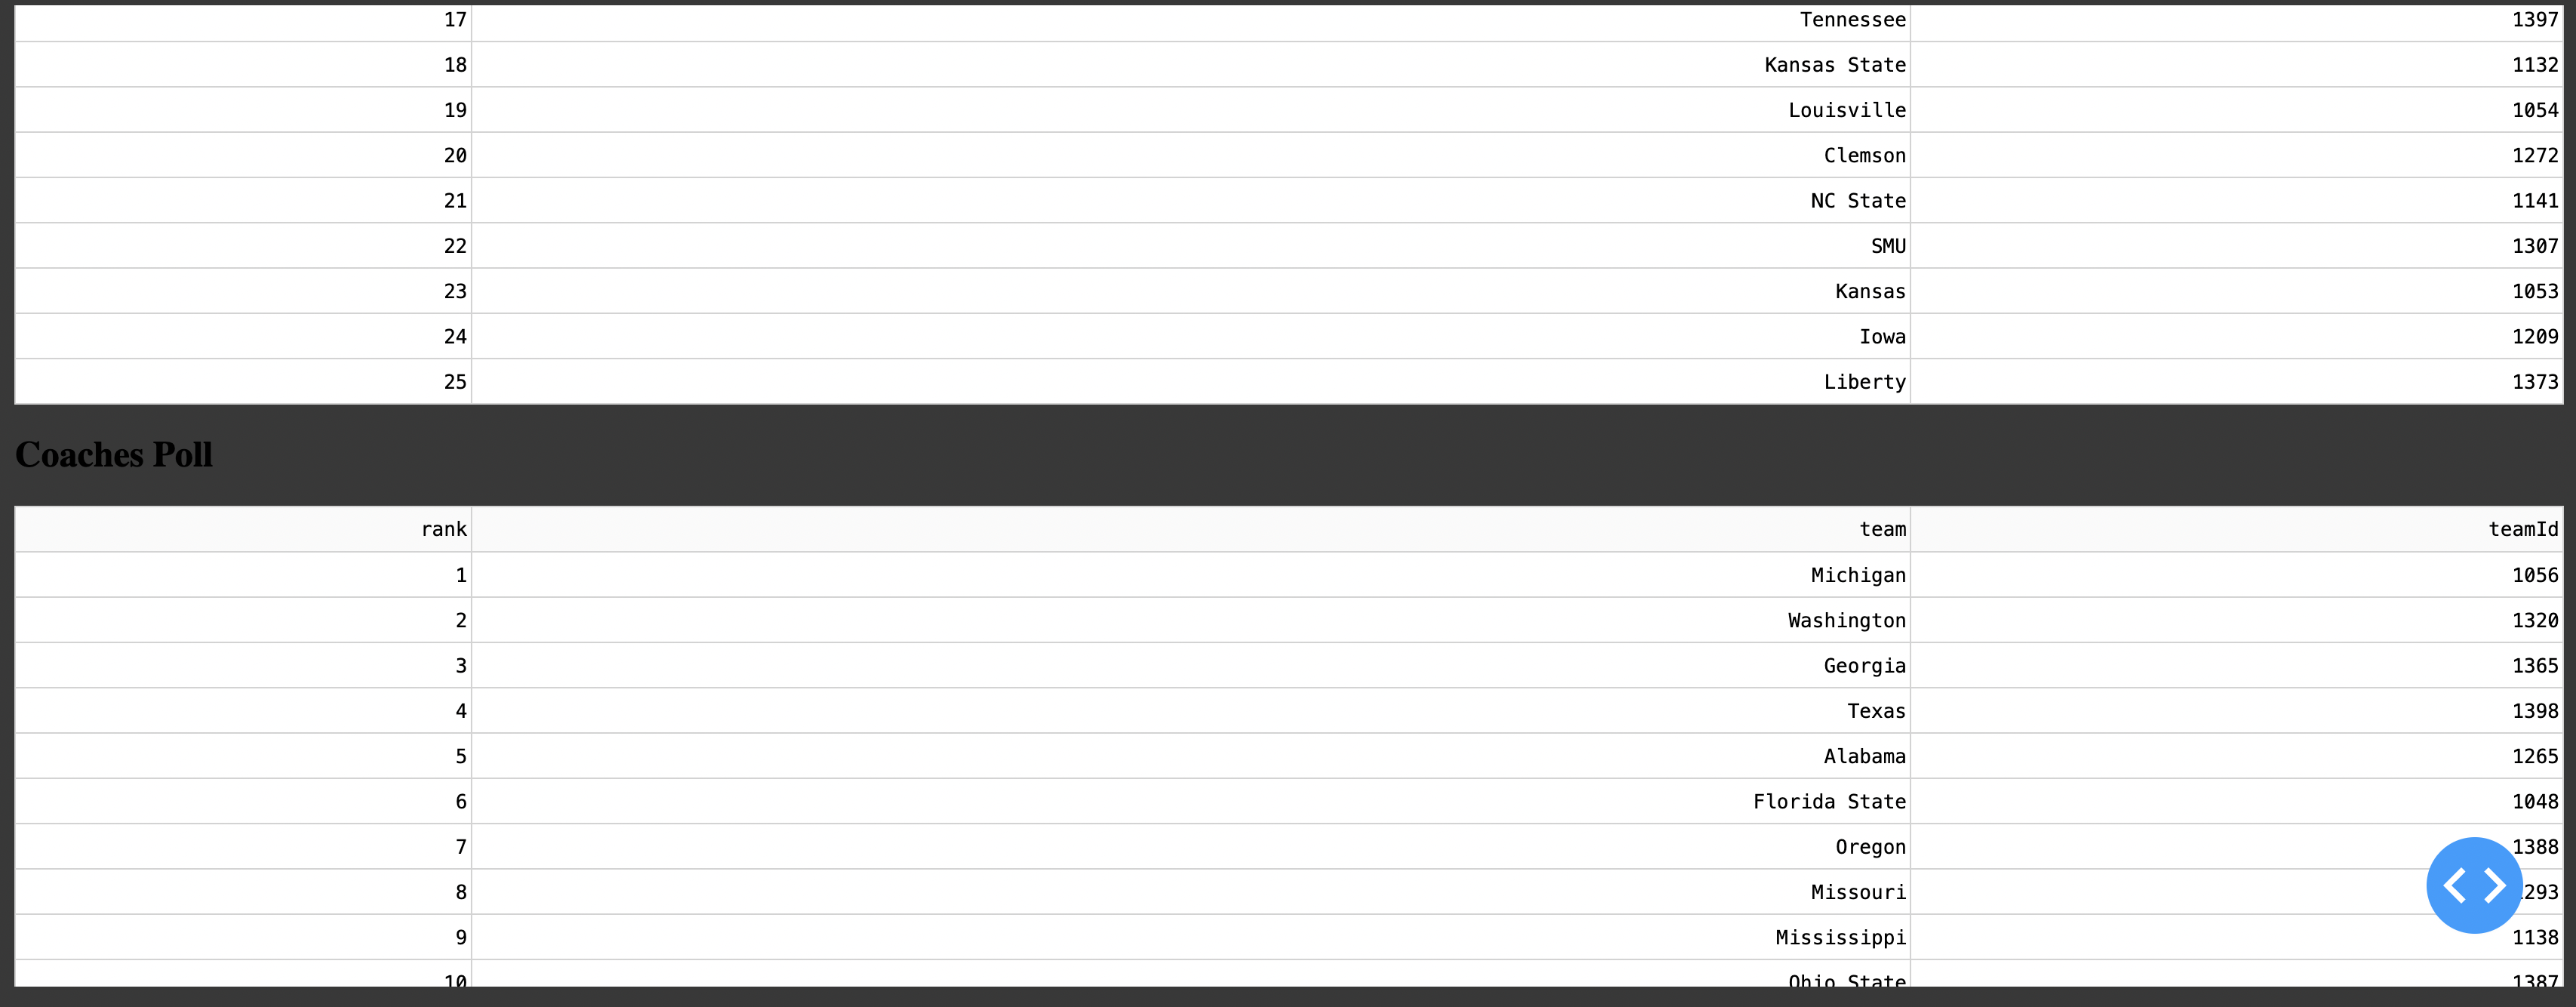 17 Tennessee 1397
18 Kansas State 1132
19 Louisville 1054
20 Clemson 1272
21 NC State 1141
22 SMU 1307
23 Kansas 1053
24 Iowa 1209
25 Liberty 1373
Coaches Poll
rank team teamId
1 Michigan 1056
2 Washington 1320
3 Georgia 1365
4 Texas 1398
5 Alabama 1265
6 Florida State 1048
7 Oregon 1388
8 Missouri
9 Mississippi 1138
10 Ohio State 1387